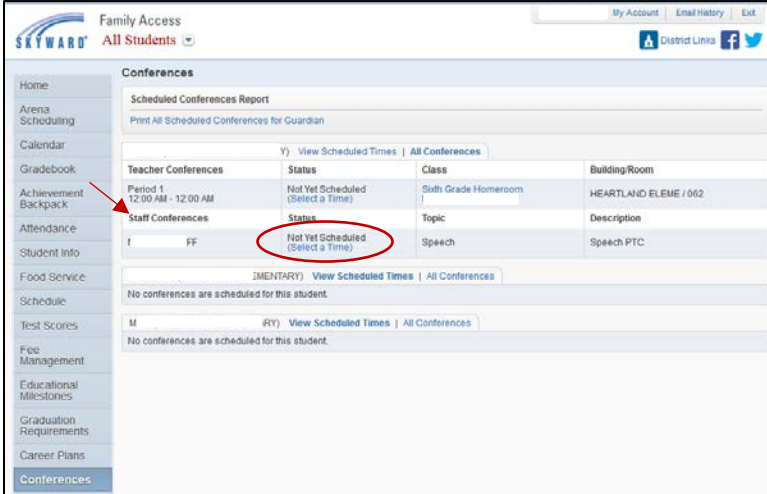 My Account | Email History | Exit
SKYWARD®
Family Access
All Students
District Links
Home
Arena
Scheduling
Calendar
Gradebook
Achievement
Backpack
Attendance
Student Info
Food Service
Schedule
Test Scores
Fee
Management
Educational
Milestones
Graduation
Requirements
Career Plans
Conferences
Conferences
Scheduled Conferences Report
Print All Scheduled Conferences for Guardian
Y) View Scheduled Times | All Conferences
Teacher Conferences Status Class Building/Room
Period 1 Not Yet Scheduled Sixth Grade Homeroom HEARTLAND ELEME / 062
12:00 AM - 12:00 AM (Select a Time)
Staff Conferences Status Topic Description
FF Not Yet Scheduled Speech Speech PTC
(Select a Time)
EMENTARY) View Scheduled Times | All Conferences
No conferences are scheduled for this student.
M RY) View Scheduled Times | All Conferences
No conferences are scheduled for this student.